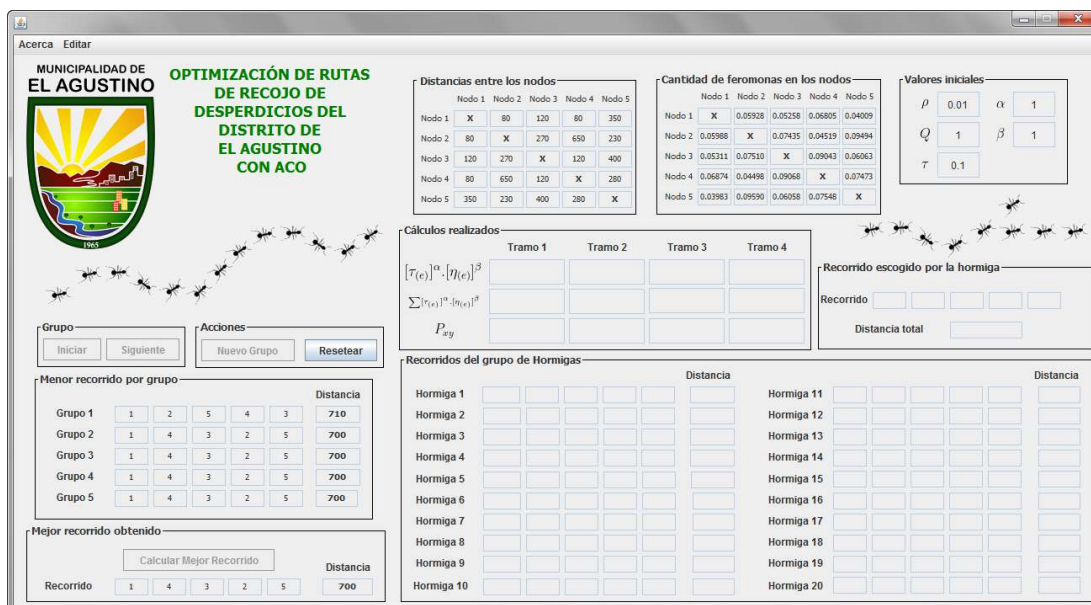 Acerca Editar
MUNICIPALIDAD DE
EL AGUSTINO
1965
OPTIMIZACIÓN DE RUTAS
DE RECOJO DE
DESPERDICIOS DEL
DISTRITO DE
EL AGUSTINO
CON ACO
Distancias entre los nodos
Nodo 1 Nodo 2 Nodo 3 Nodo 4 Nodo 5
Nodo 1 X 80 120 80 350
Nodo 2 80 X 270 650 230
Nodo 3 120 270 X 120 400
Nodo 4 80 650 120 X 280
Nodo 5 350 230 400 280 X
Cantidad de feromonas en los nodos
Nodo 1 Nodo 2 Nodo 3 Nodo 4 Nodo 5
Nodo 1 X 0.05928 0.05258 0.06805 0.04009
Nodo 2 0.05988 X 0.07435 0.04519 0.09494
Nodo 3 0.05311 0.07510 X 0.09043 0.06063
Nodo 4 0.06874 0.04498 0.09068 X 0.07473
Nodo 5 0.03983 0.09590 0.06058 0.07548 X
Valores iniciales
ρ 0.01 α 1
Q 1 β 1
τ 0.1
Cálculos realizados
Tramo 1 Tramo 2 Tramo 3 Tramo 4
[τ(e)]^α.[η(e)]^β
∑[τ(e)]^α.[η(e)]^β
P_xy
Recorrido escogido por la hormiga
Recorrido
Distancia total
Grupo
Iniciar Siguiente
Acciones
Nuevo Grupo Resetear
Menor recorrido por grupo
Distancia
Grupo 1 1 2 5 4 3 710
Grupo 2 1 4 3 2 5 700
Grupo 3 1 4 3 2 5 700
Grupo 4 1 4 3 2 5 700
Grupo 5 1 4 3 2 5 700
Mejor recorrido obtenido
Calcular Mejor Recorrido
Distancia
Recorrido 1 4 3 2 5 700
Recorridos del grupo de Hormigas
Distancia Distancia
Hormiga 1 Hormiga 11
Hormiga 2 Hormiga 12
Hormiga 3 Hormiga 13
Hormiga 4 Hormiga 14
Hormiga 5 Hormiga 15
Hormiga 6 Hormiga 16
Hormiga 7 Hormiga 17
Hormiga 8 Hormiga 18
Hormiga 9 Hormiga 19
Hormiga 10 Hormiga 20